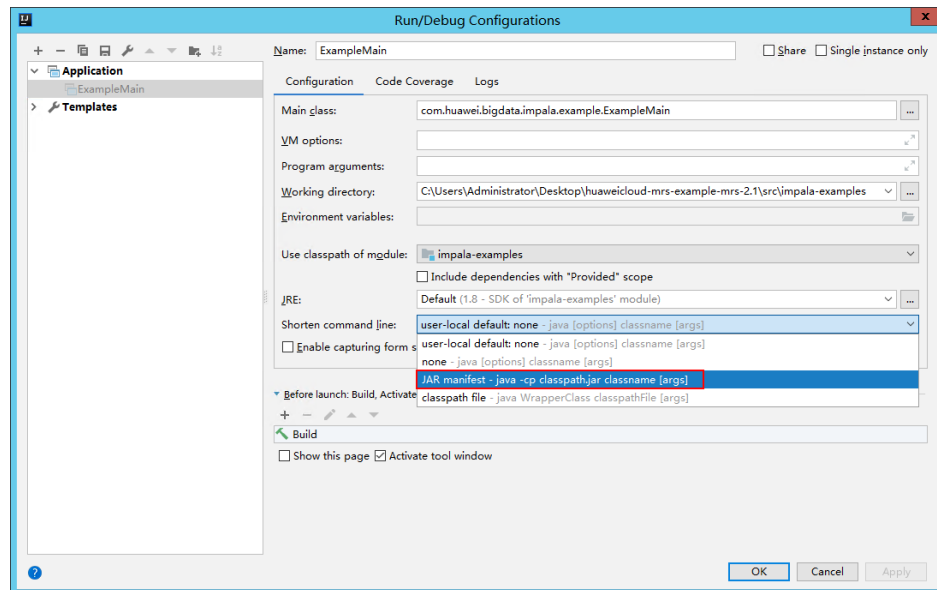 Run/Debug Configurations
Name: ExampleMain Share Single instance only
Application
ExampleMain
Templates
Configuration Code Coverage Logs
Main class: com.huawei.bigdata.impala.example.ExampleMain ...
VM options:
Program arguments:
Working directory: C:\Users\Administrator\Desktop\huaweicloud-mrs-example-mrs-2.1\src\impala-examples ...
Environment variables:
Use classpath of module: impala-examples
Include dependencies with "Provided" scope
JRE: Default (1.8 - SDK of 'impala-examples' module) ...
Shorten command line: user-local default: none - java [options] classname [args]
user-local default: none - java [options] classname [args]
Enable capturing form s
none - java [options] classname [args]
JAR manifest - java -cp classpath.jar classname [args]
Before launch: Build, Activate
classpath file - java WrapperClass classpathFile [args]
Build
Show this page Activate tool window
? OK Cancel Apply